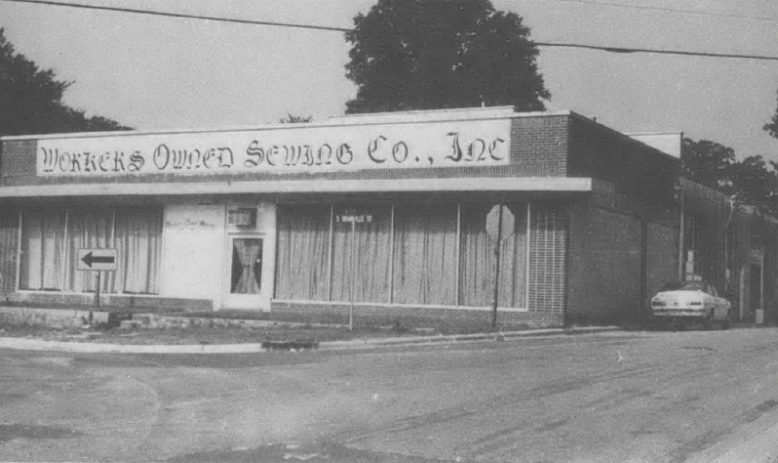 WORKERS OWNED SEWING CO., INC